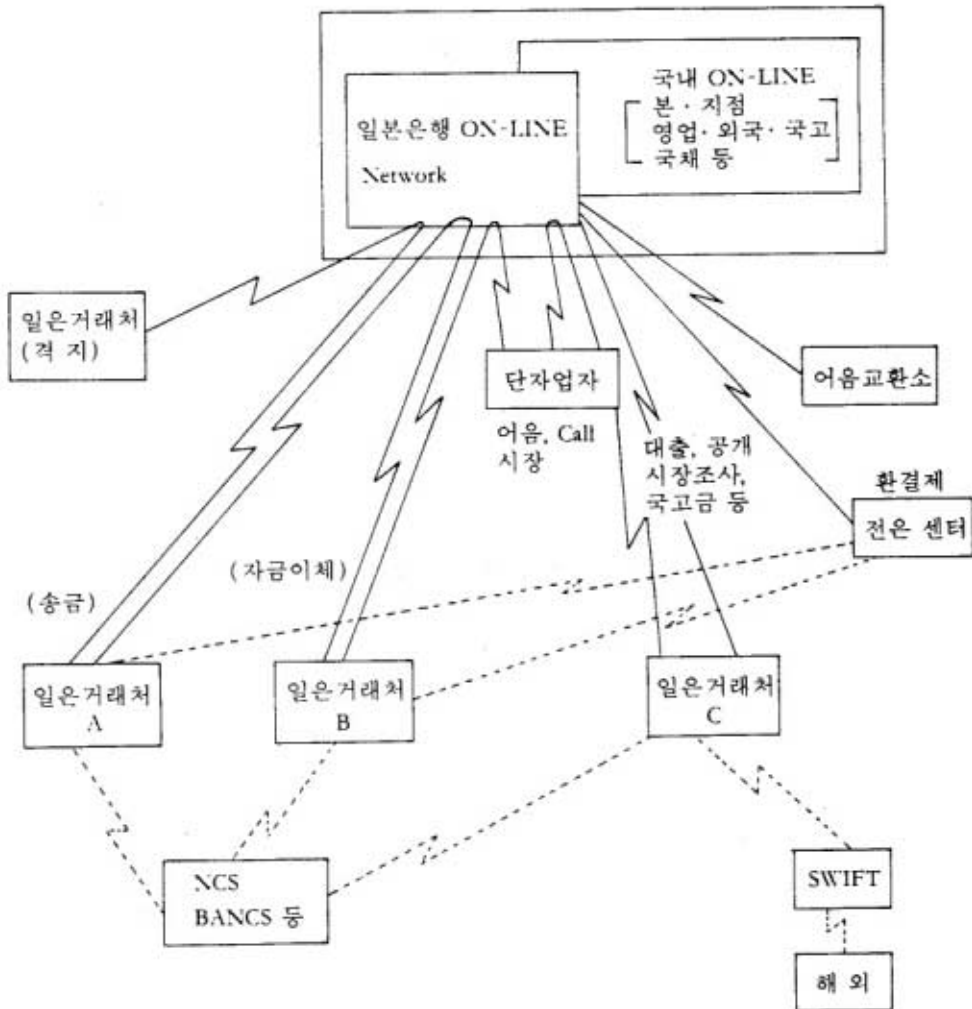 국내 ON-LINE
본·지점
영업·외국·국고
국채 등
일본은행 ON-LINE
Network
일은거래처
(격 지)
단자업자
어음, Call
시장
대출, 공개
시장조사,
국고금 등
어음교환소
환결제
전은 센터
(송금)
(자금이체)
일은거래처
A
일은거래처
B
일은거래처
C
NCS
BANCS 등
SWIFT
해 외